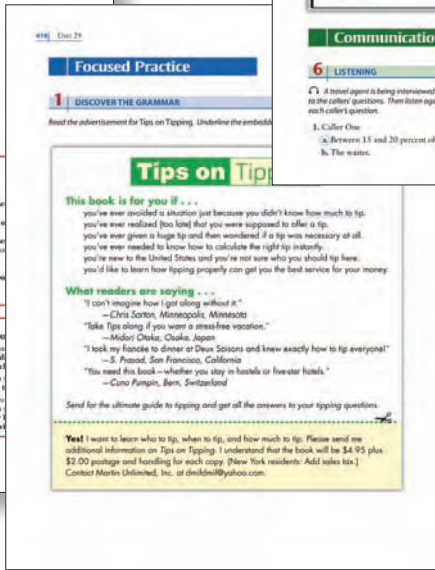 418 UNIT 29
Focused Practice
1 DISCOVER THE GRAMMAR
Read the advertisement for Tips on Tipping. Underline the embedd
Tips on Tip
This book is for you if . . .
you've ever avoided a situation just because you didn't know how much to tip.
you've ever realized (too late) that you were supposed to offer a tip.
you've ever given a huge tip and then wondered if a tip was necessary at all.
you've ever needed to know how to calculate the right tip instantly.
you're new to the United States and you're not sure who you should tip here.
you'd like to learn how tipping properly can get you the best service for your money.
What readers are saying . . .
"I can't imagine how I got along without it."
—Chris Sarton, Minneapolis, Minnesota
"Take Tips along if you want a stress-free vacation."
—Midori Otaka, Osaka, Japan
"I took my fiancée to dinner at Deux Saisons and knew exactly how to tip everyone!"
—S. Prasad, San Francisco, California
"You need this book—whether you stay in hostels or five-star hotels."
—Cuno Pumpin, Bern, Switzerland
Send for the ultimate guide to tipping and get all the answers to your tipping questions.
Yes! I want to learn who to tip, when to tip, and how much to tip. Please send me
additional information on Tips on Tipping. I understand that the book will be $4.95 plus
$2.00 postage and handling for each copy. (New York residents: Add sales tax.)
Contact Martin Unlimited, Inc. at dmildmil@yahoo.com.
Communicatio
6 LISTENING
A travel agent is being interviewed
to the callers' questions. Then listen aga
each caller's question.
1. Caller One
a. Between 15 and 20 percent of
b. The waiter.